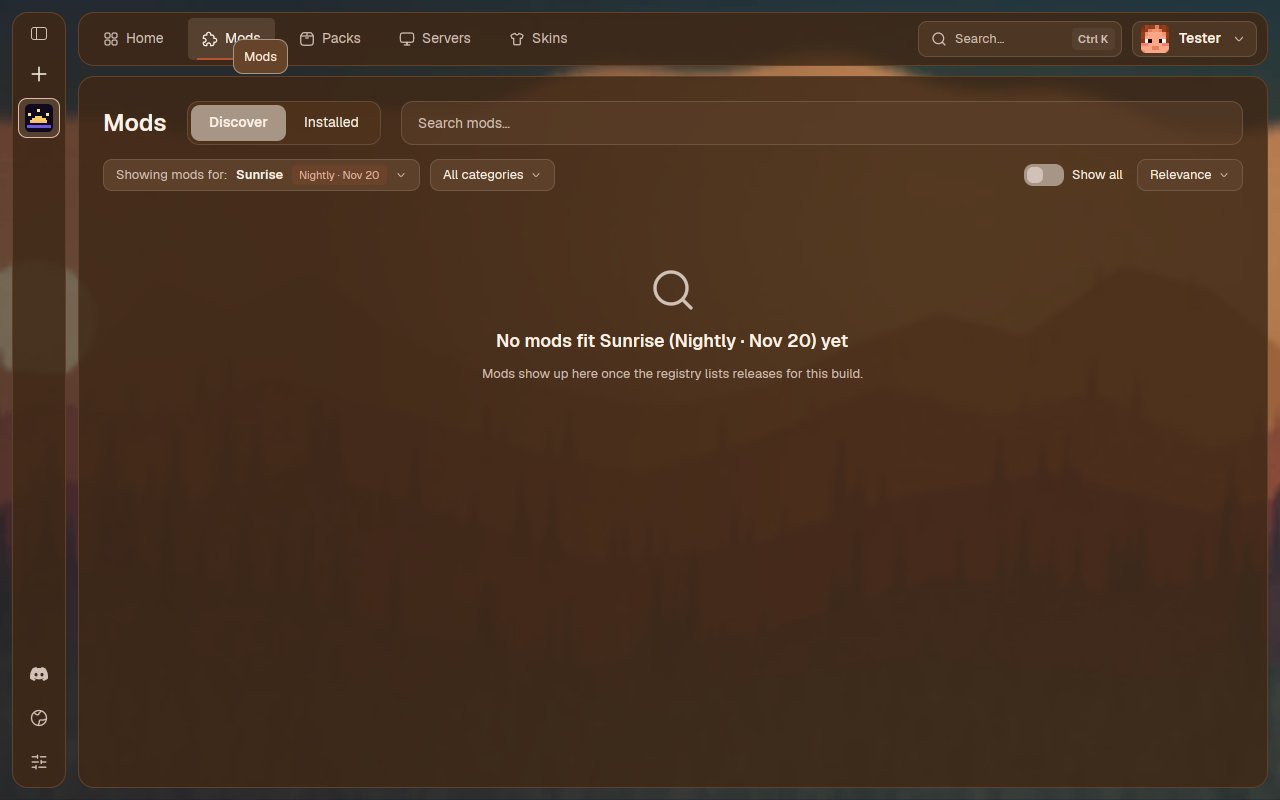 Home
Mods
Packs
Servers
Skins
Search...
Ctrl K
Tester
Mods
Mods
Discover
Installed
Search mods...
Showing mods for: Sunrise Nightly · Nov 20
All categories
Show all
Relevance
No mods fit Sunrise (Nightly · Nov 20) yet
Mods show up here once the registry lists releases for this build.